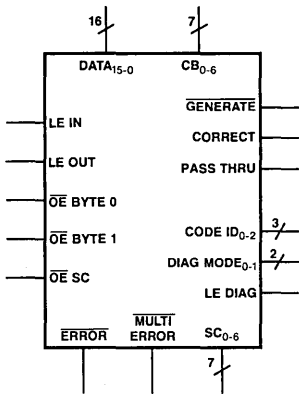 16 7
DATA15-0 CB0-6
GENERATE
LE IN
CORRECT
LE OUT
PASS THRU
OE BYTE 0
CODE ID0-2 3
OE BYTE 1
DIAG MODE0-1 2
OE SC
LE DIAG
MULTI
ERROR ERROR SC0-6
7